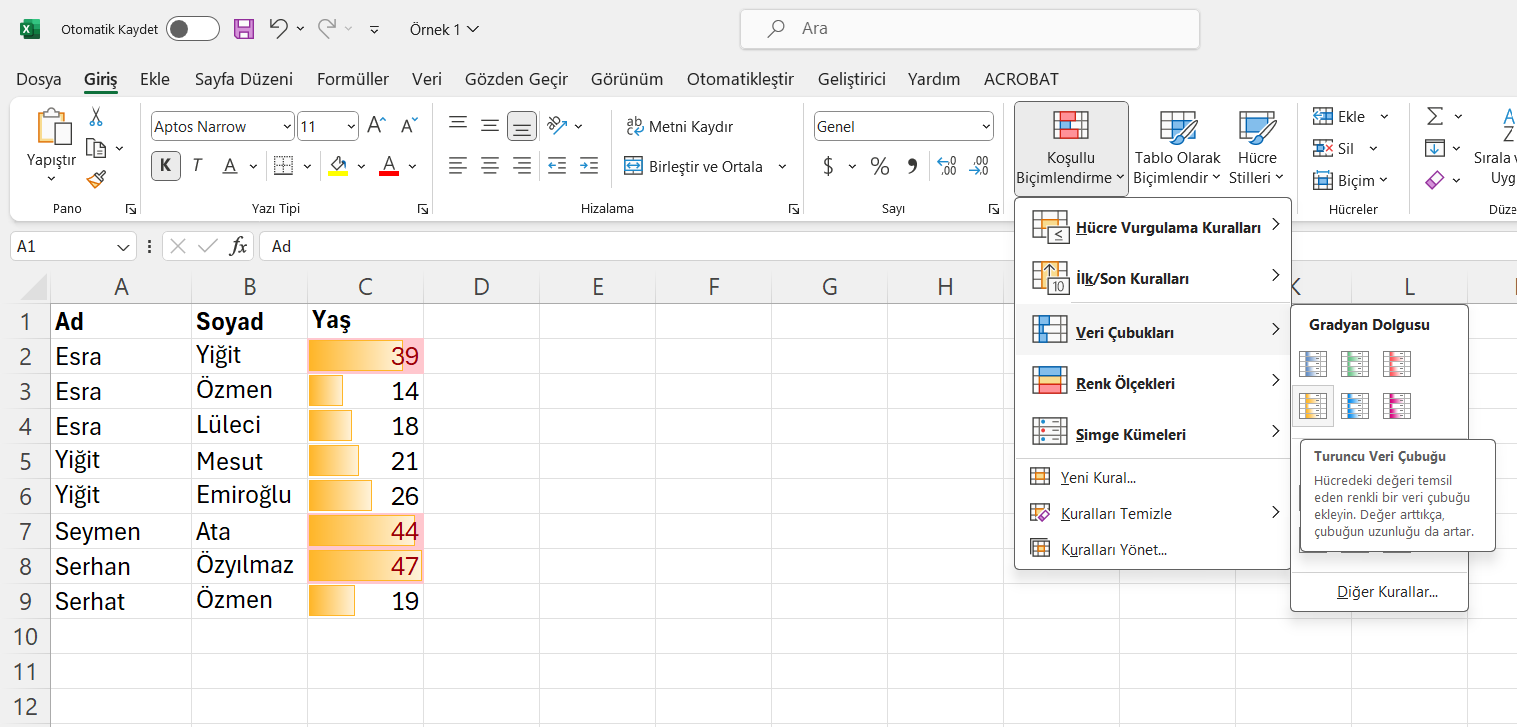 Otomatik Kaydet
Örnek 1
Ara
Dosya Giriş Ekle Sayfa Düzeni Formüller Veri Gözden Geçir Görünüm Otomatikleştir Geliştirici Yardım ACROBAT
Yapıştır
Pano
Aptos Narrow 11
K T A A
Yazı Tipi
Metni Kaydır
Birleştir ve Ortala
Hizalama
Genel
$ % , 
Sayı
Koşullu
Biçimlendirme
Tablo Olarak
Biçimlendir
Hücre
Stilleri
Ekle
Sil
Biçim
Hücreler
Sırala v
Uyg
Düze
A1 fx Ad
A B C D E F G H K L
1 Ad Soyad Yaş
2 Esra Yiğit 39
3 Esra Özmen 14
4 Esra Lüleci 18
5 Yiğit Mesut 21
6 Yiğit Emiroğlu 26
7 Seymen Ata 44
8 Serhan Özyılmaz 47
9 Serhat Özmen 19
10
11
12
Hücre Vurgulama Kuralları
İlk/Son Kuralları
Veri Çubukları
Renk Ölçekleri
Simge Kümeleri
Yeni Kural...
Kuralları Temizle
Kuralları Yönet...
Gradyan Dolgusu
Turuncu Veri Çubuğu
Hücredeki değeri temsil
eden renkli bir veri çubuğu
ekleyin. Değer arttıkça,
çubuğun uzunluğu da artar.
Diğer Kurallar...